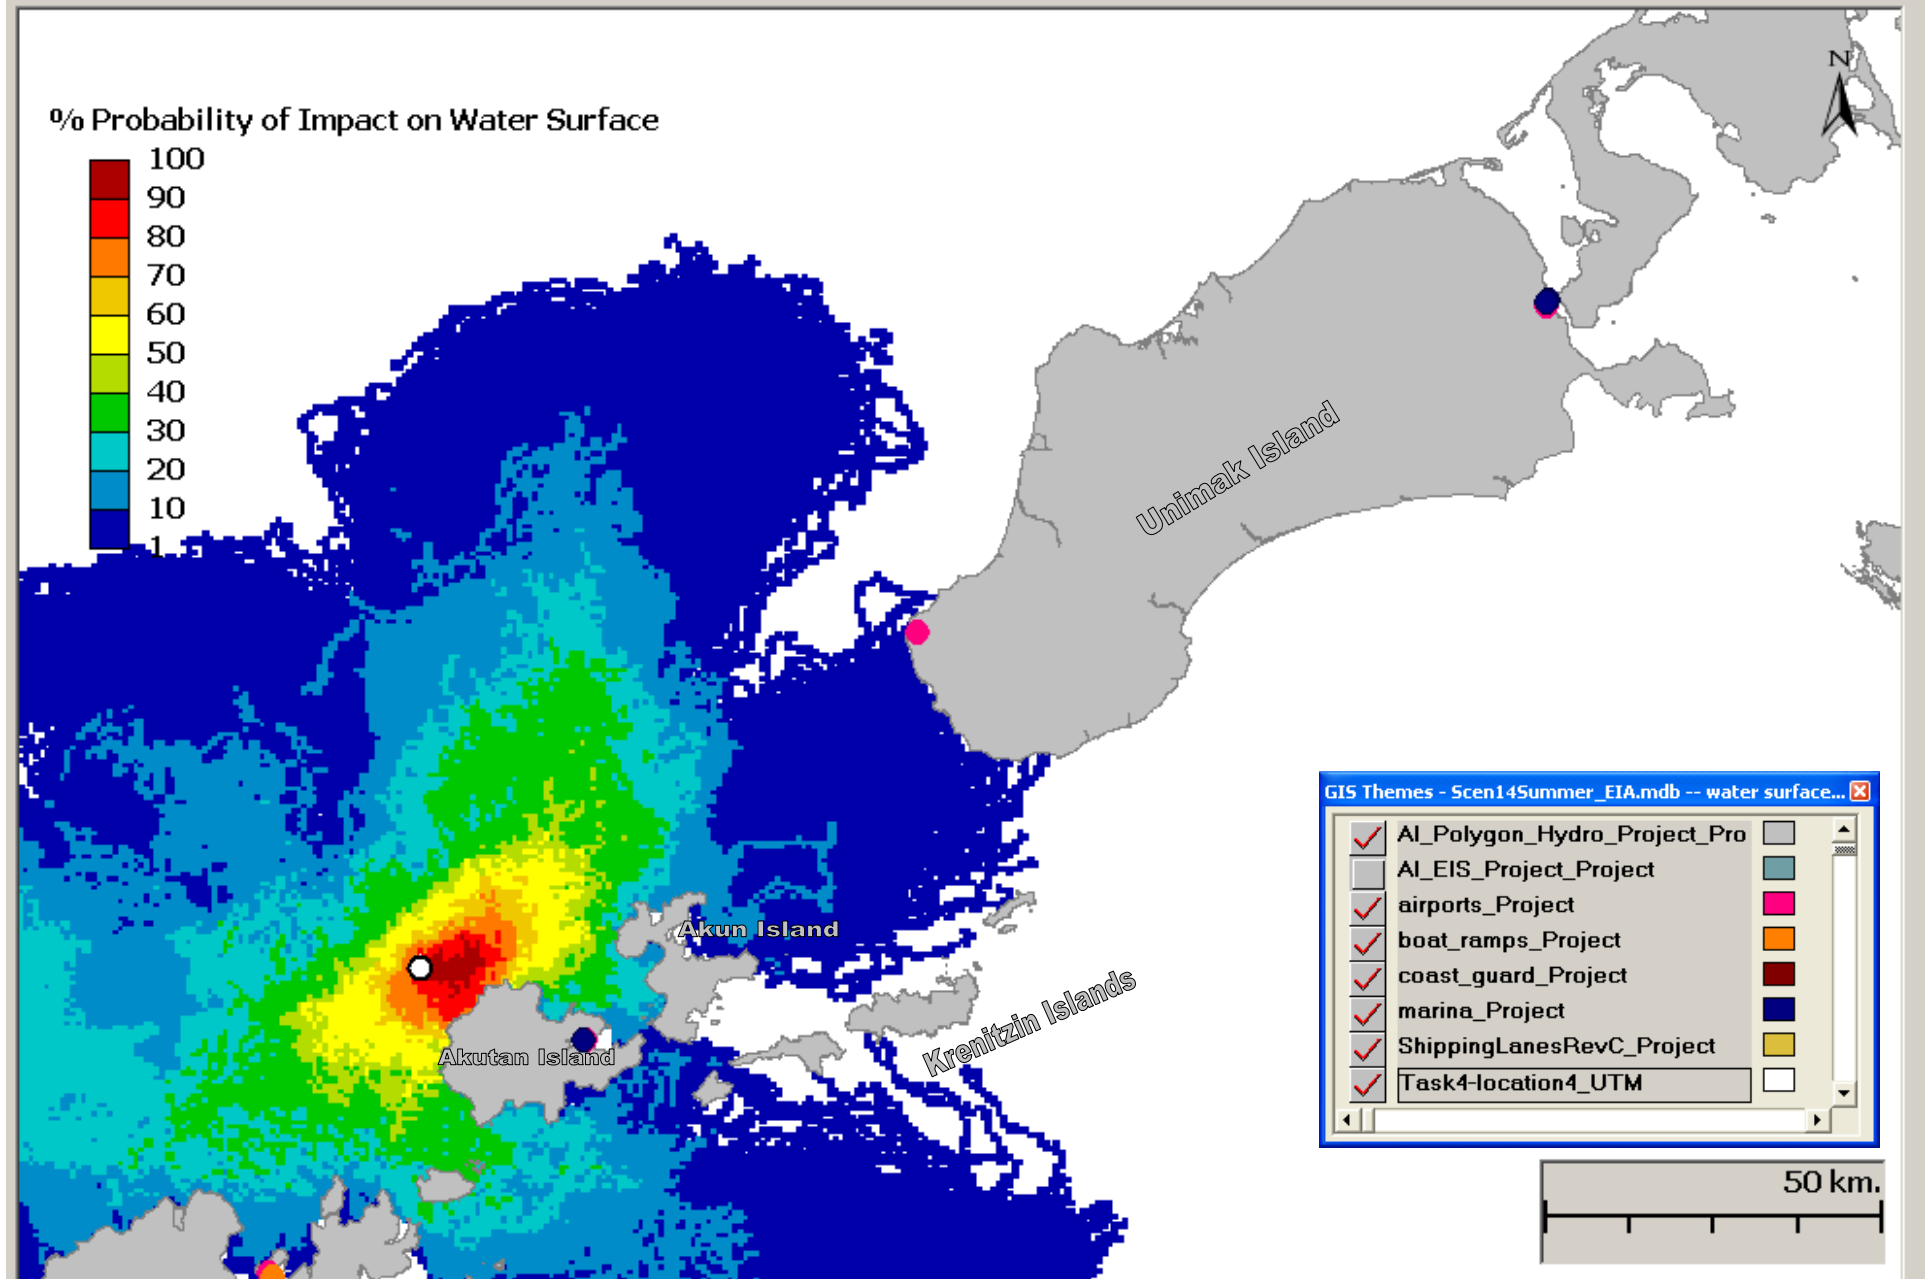 N
% Probability of Impact on Water Surface
100
90
80
70
60
50
40
30
20
10
1
Unimak Island
GIS Themes - Scen14Summer_EIA.mdb -- water surface...
AI_Polygon_Hydro_Project_Pro
AI_EIS_Project_Project
airports_Project
boat_ramps_Project
coast_guard_Project
marina_Project
ShippingLanesRevC_Project
Task4-location4_UTM
Akun Island
Krenitzin Islands
Akutan Island
50 km.